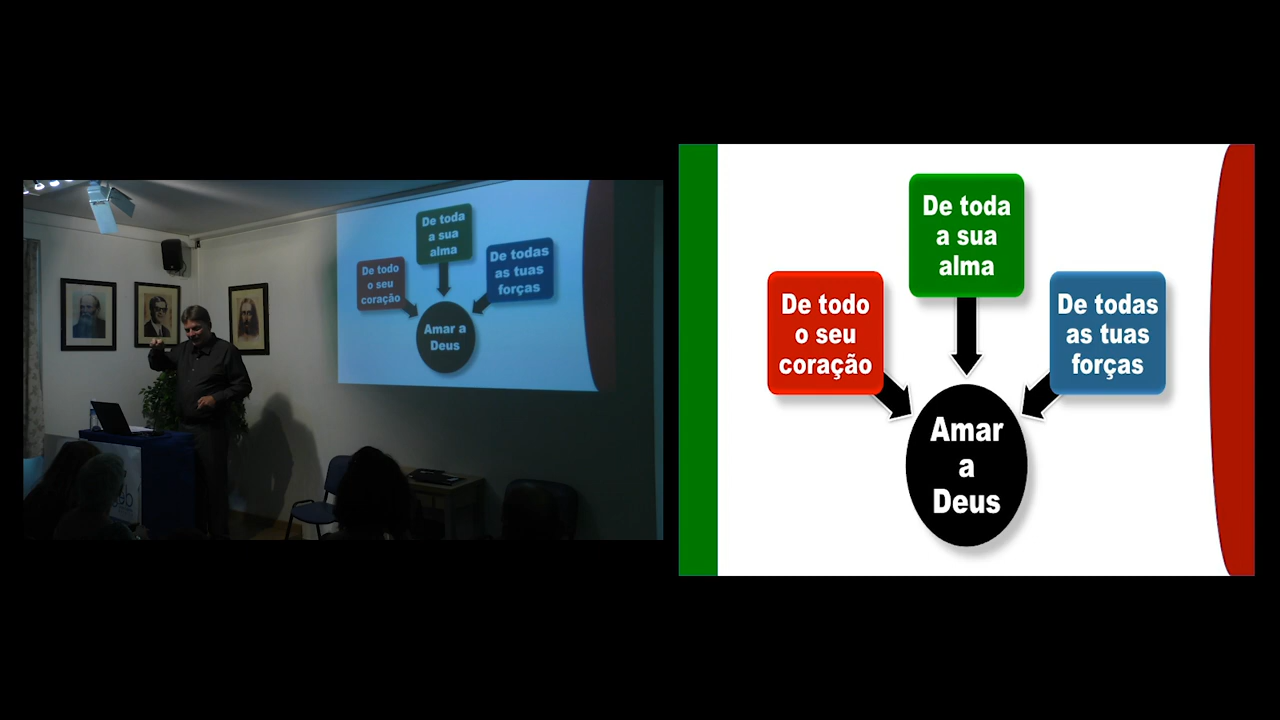 De toda
a sua
alma
De todo
o seu
coração
De todas
as tuas
forças
Amar a
Deus
De toda
a sua
alma
De todo
o seu
coração
De todas
as tuas
forças
Amar
a
Deus